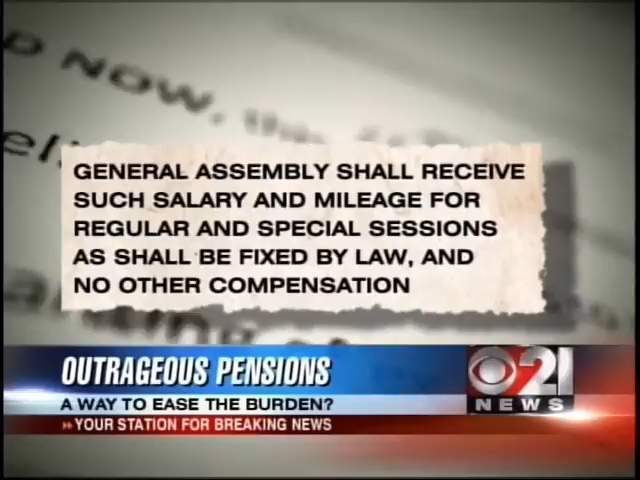 D NOW,
GENERAL ASSEMBLY SHALL RECEIVE
SUCH SALARY AND MILEAGE FOR
REGULAR AND SPECIAL SESSIONS
AS SHALL BE FIXED BY LAW, AND
NO OTHER COMPENSATION
OUTRAGEOUS PENSIONS
A WAY TO EASE THE BURDEN?
YOUR STATION FOR BREAKING NEWS
21
NEWS